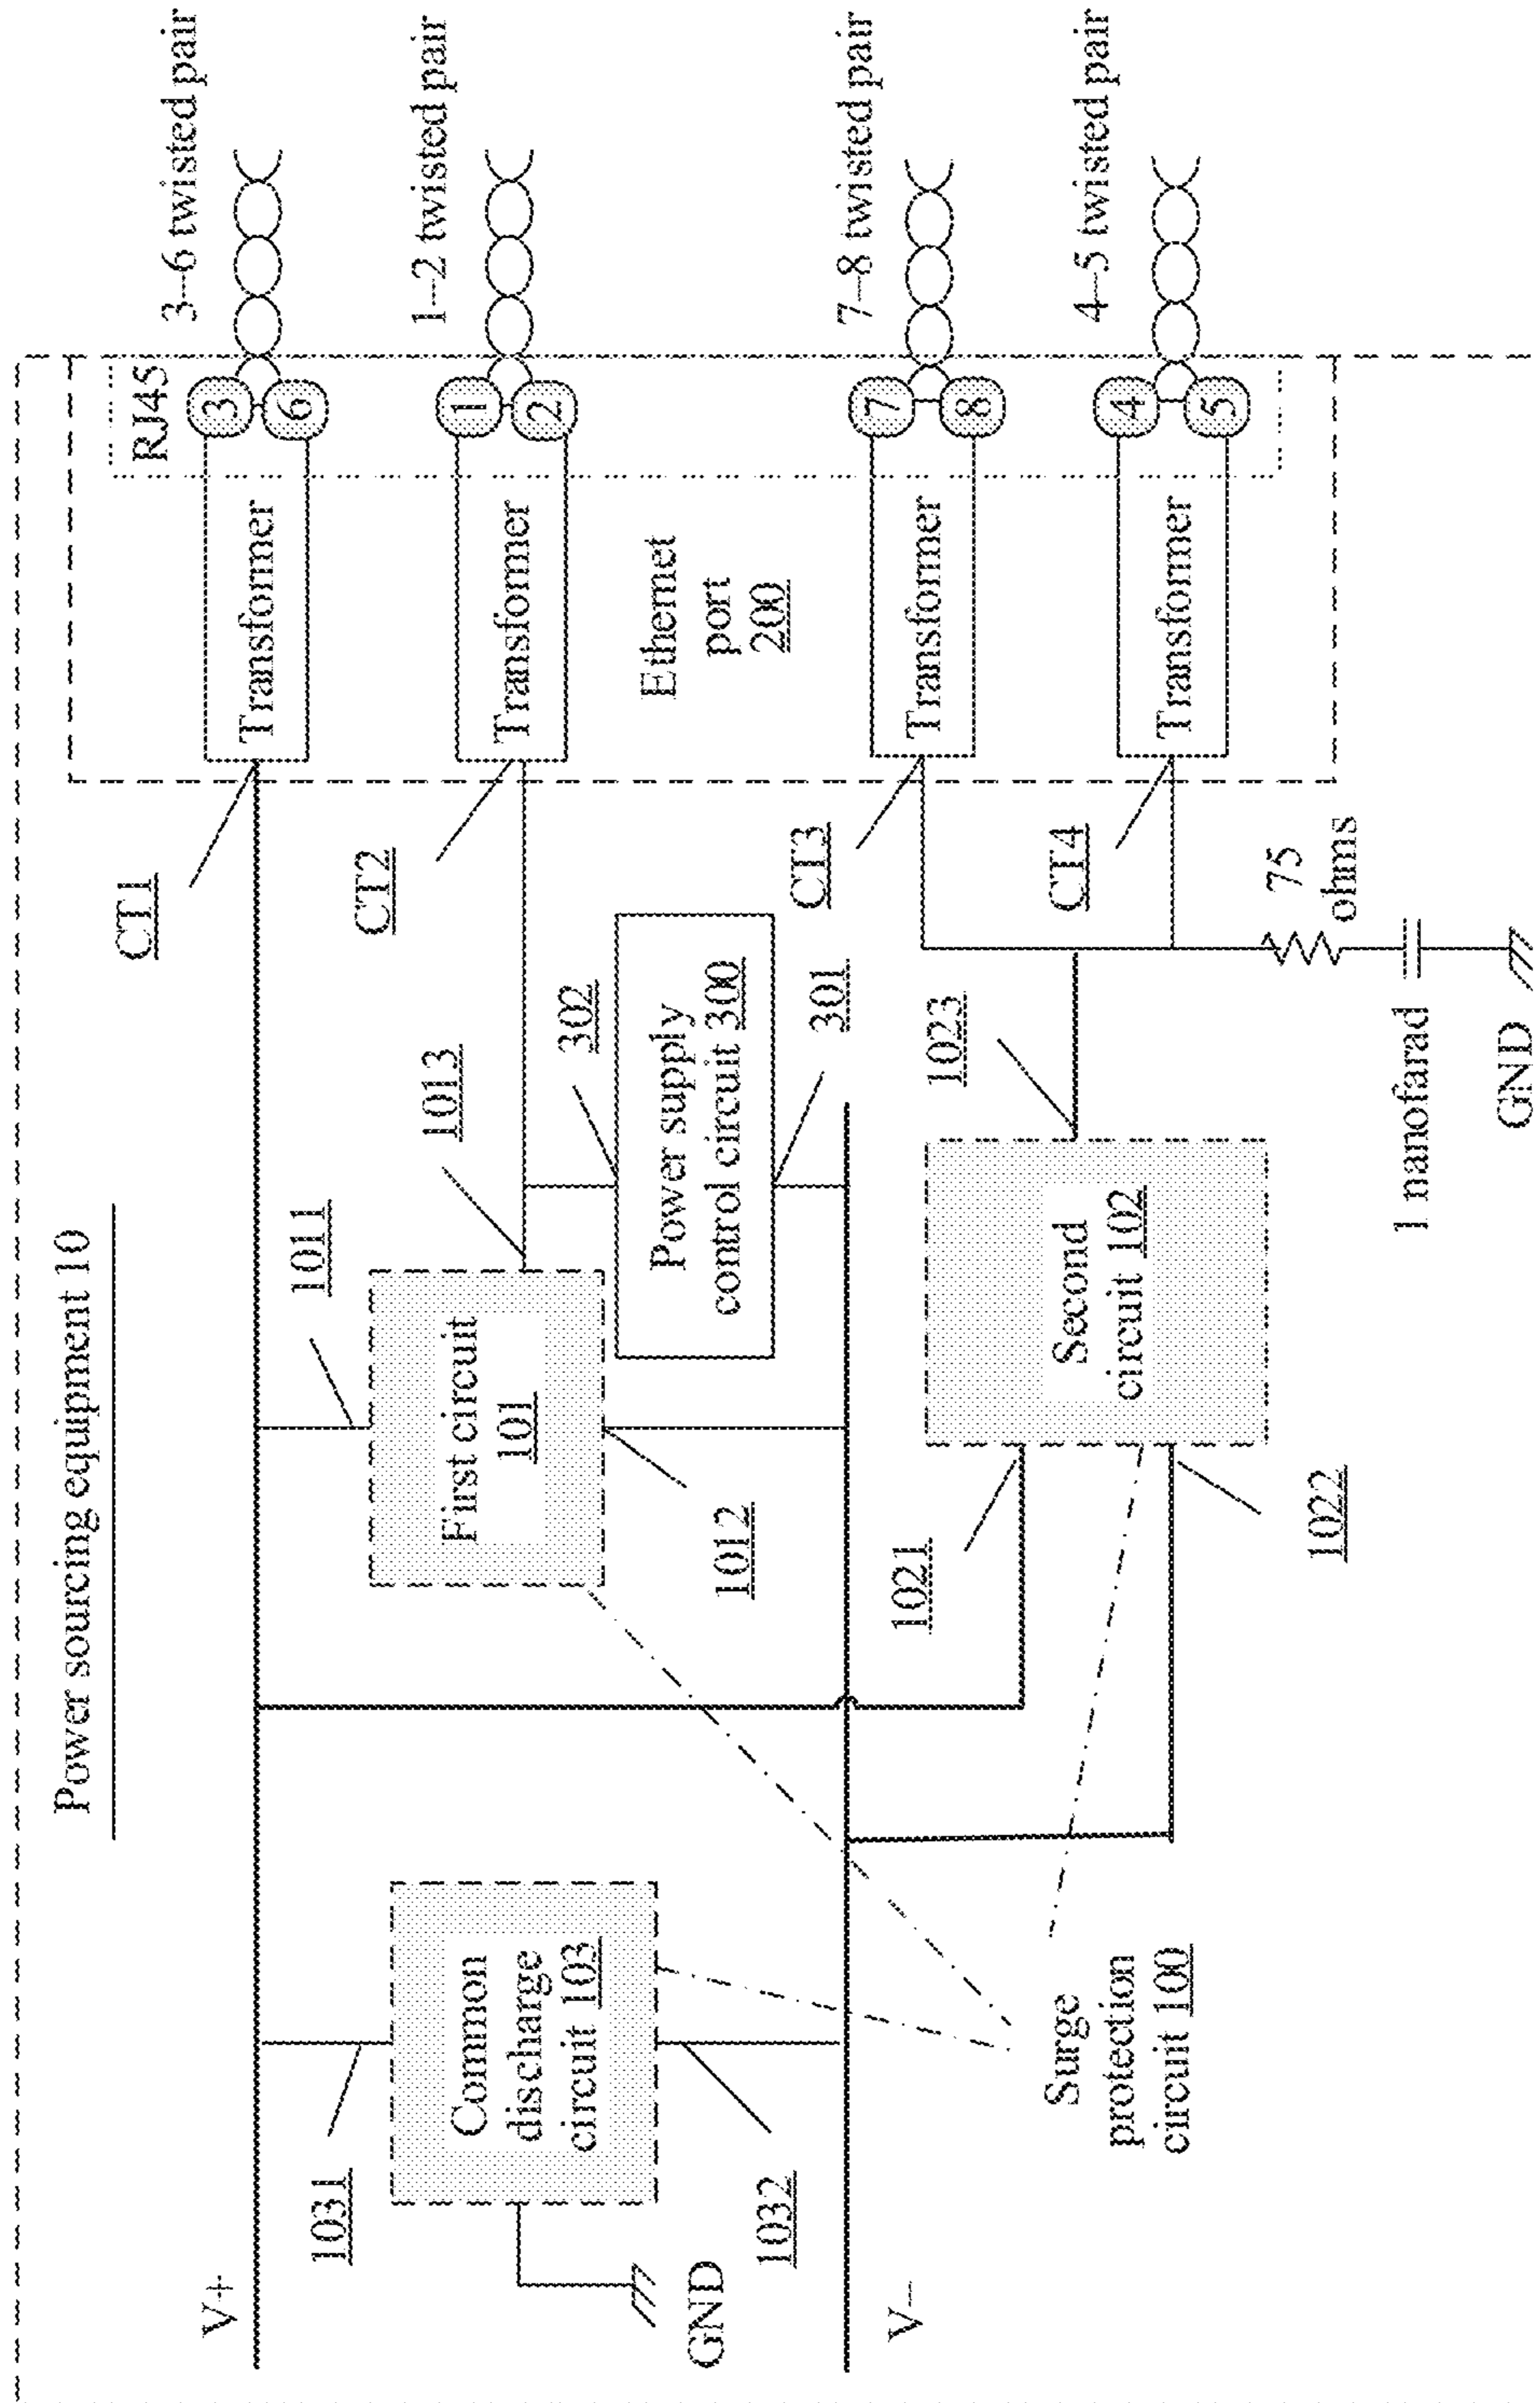 Power sourcing equipment 10
V+
1031
Common
discharge
circuit 103
GND
1032
V−
Surge
protection
circuit 100
1011
First circuit
101
1012
1013
302
Power supply
control circuit 300
301
1021
1022
Second
circuit 102
1023
CT1
CT2
CT3
CT4
75
ohms
1 nanofarad
GND
RJ45
Transformer
3
6
3–6 twisted pair
Transformer
1
2
1–2 twisted pair
Ethernet
port
200
Transformer
7
8
7–8 twisted pair
Transformer
4
5
4–5 twisted pair